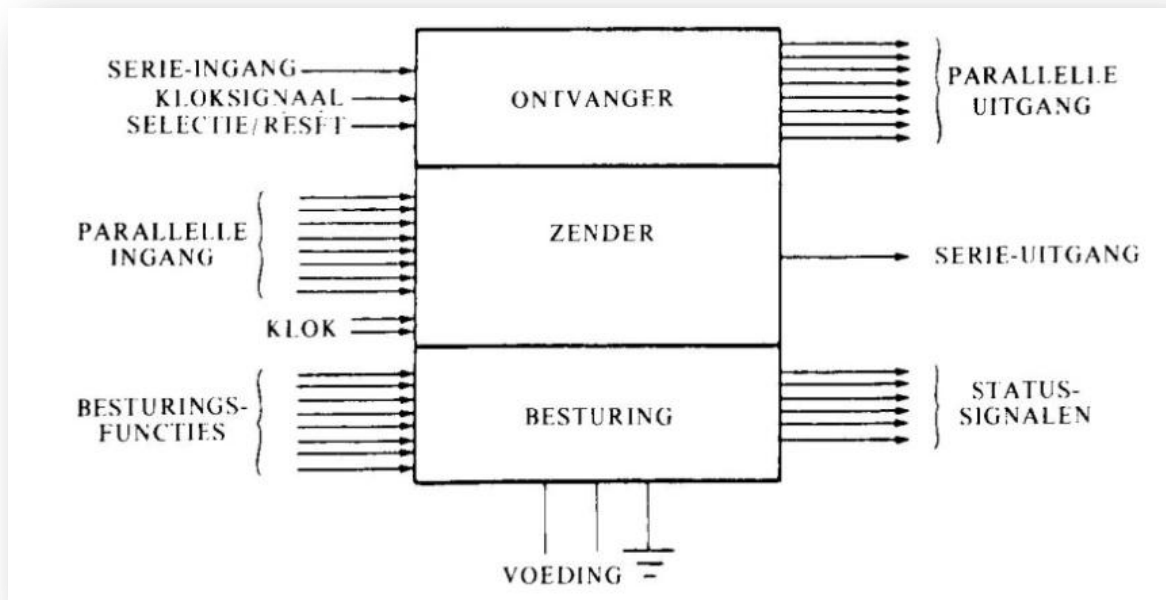 SERIE-INGANG
KLOKSIGNAAL
SELECTIE/RESET
ONTVANGER
PARALLELLE
UITGANG
PARALLELLE
INGANG
ZENDER
SERIE-UITGANG
KLOK
BESTURINGS-
FUNCTIES
BESTURING
STATUS-
SIGNALEN
VOEDING